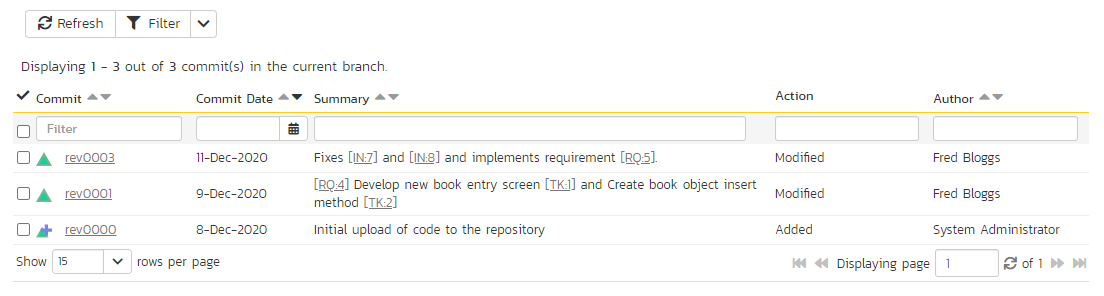 Refresh Filter
Displaying 1 - 3 out of 3 commit(s) in the current branch.
Commit Commit Date Summary Action Author
Filter
rev0003 11-Dec-2020 Fixes [IN:7] and [IN:8] and implements requirement [RQ:5]. Modified Fred Bloggs
rev0001 9-Dec-2020 [RQ:4] Develop new book entry screen [TK:1] and Create book object insert method [TK:2] Modified Fred Bloggs
rev0000 8-Dec-2020 Initial upload of code to the repository Added System Administrator
Show 15 rows per page Displaying page 1 of 1